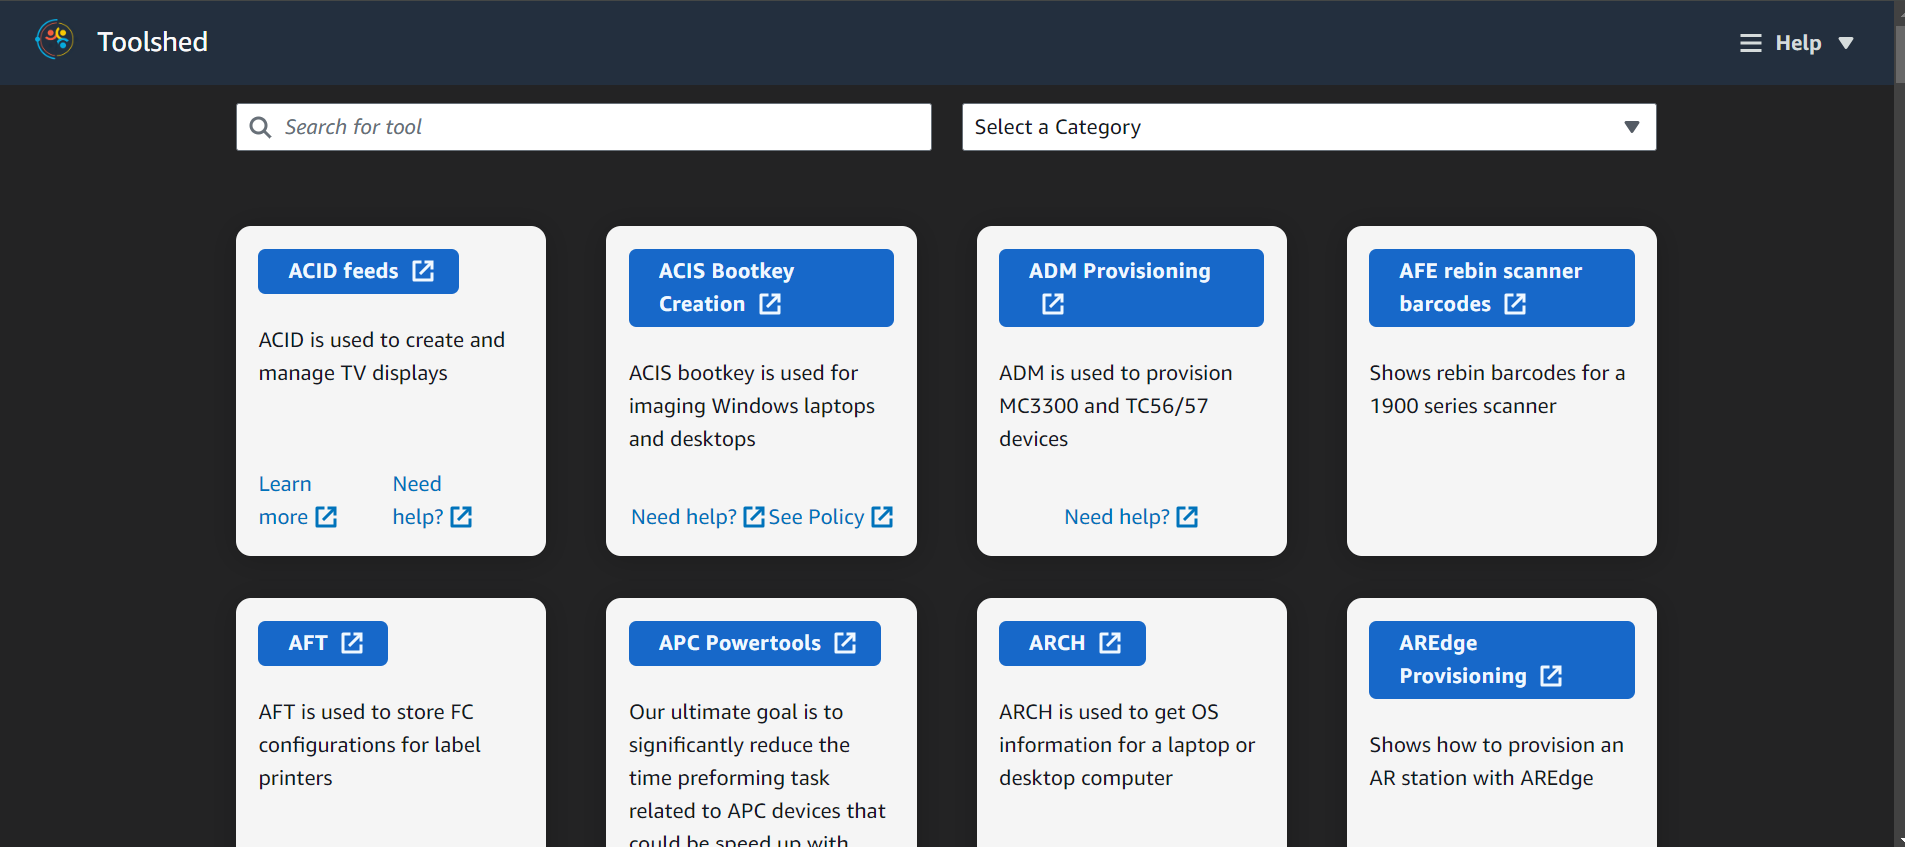 Toolshed
Help
Search for tool
Select a Category
ACID feeds
ACID is used to create and
manage TV displays
Learn
more
Need
help?
ACIS Bootkey
Creation
ACIS bootkey is used for
imaging Windows laptops
and desktops
Need help?
See Policy
ADM Provisioning
ADM is used to provision
MC3300 and TC56/57
devices
Need help?
AFE rebin scanner
barcodes
Shows rebin barcodes for a
1900 series scanner
AFT
AFT is used to store FC
configurations for label
printers
APC Powertools
Our ultimate goal is to
significantly reduce the
time preforming task
related to APC devices that
could be speed up with
ARCH
ARCH is used to get OS
information for a laptop or
desktop computer
AREdge
Provisioning
Shows how to provision an
AR station with AREdge